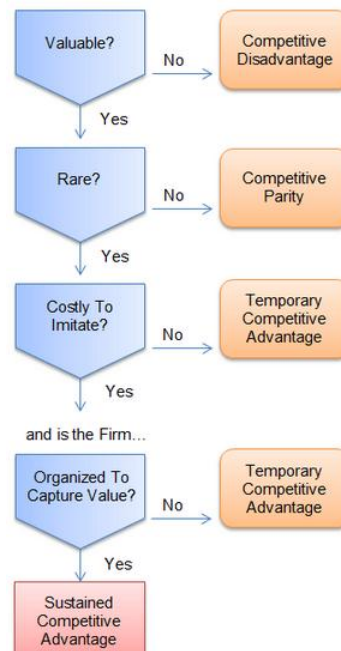 Valuable?
No
Competitive
Disadvantage
Yes
Rare?
No
Competitive
Parity
Yes
Costly To
Imitate?
No
Temporary
Competitive
Advantage
Yes
and is the Firm...
Organized To
Capture Value?
No
Temporary
Competitive
Advantage
Yes
Sustained
Competitive
Advantage